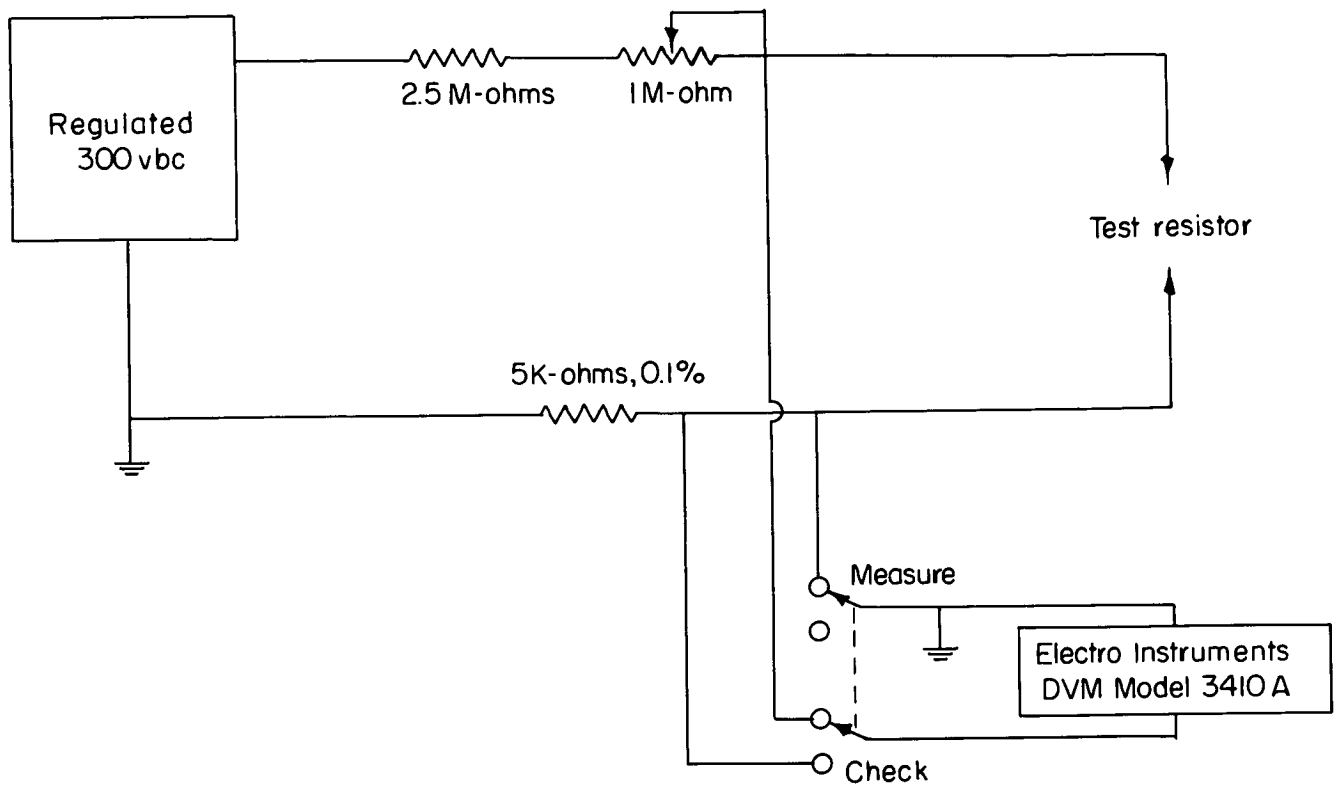 Regulated
300 vbc
2.5 M-ohms
1 M-ohm
Test resistor
5K-ohms, 0.1%
Measure
Electro Instruments
DVM Model 3410 A
Check